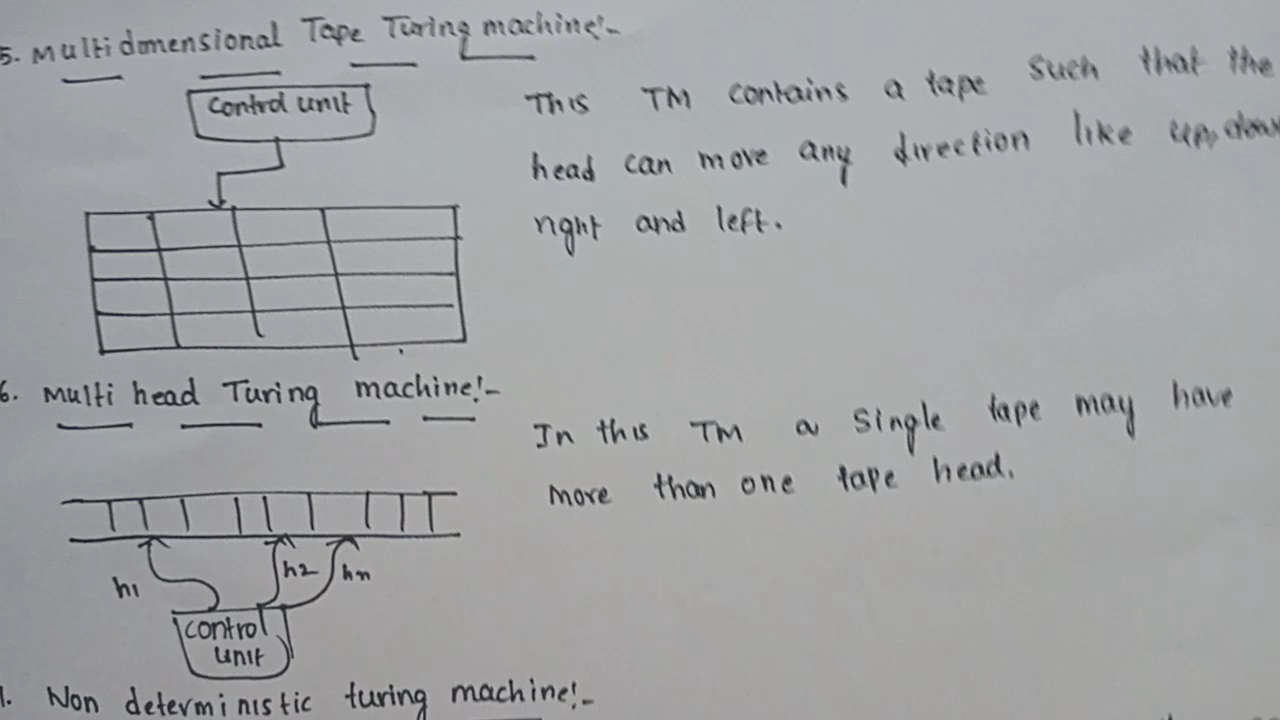 5. Multidimensional Tape Turing machine:-
control unit
This TM contains a tape such that the
head can move any direction like up, down
right and left.
6. Multi head Turing machine:-
In this TM a single tape may have
more than one tape head.
h1 h2 hn
control
unit
Non deterministic turing machine:-